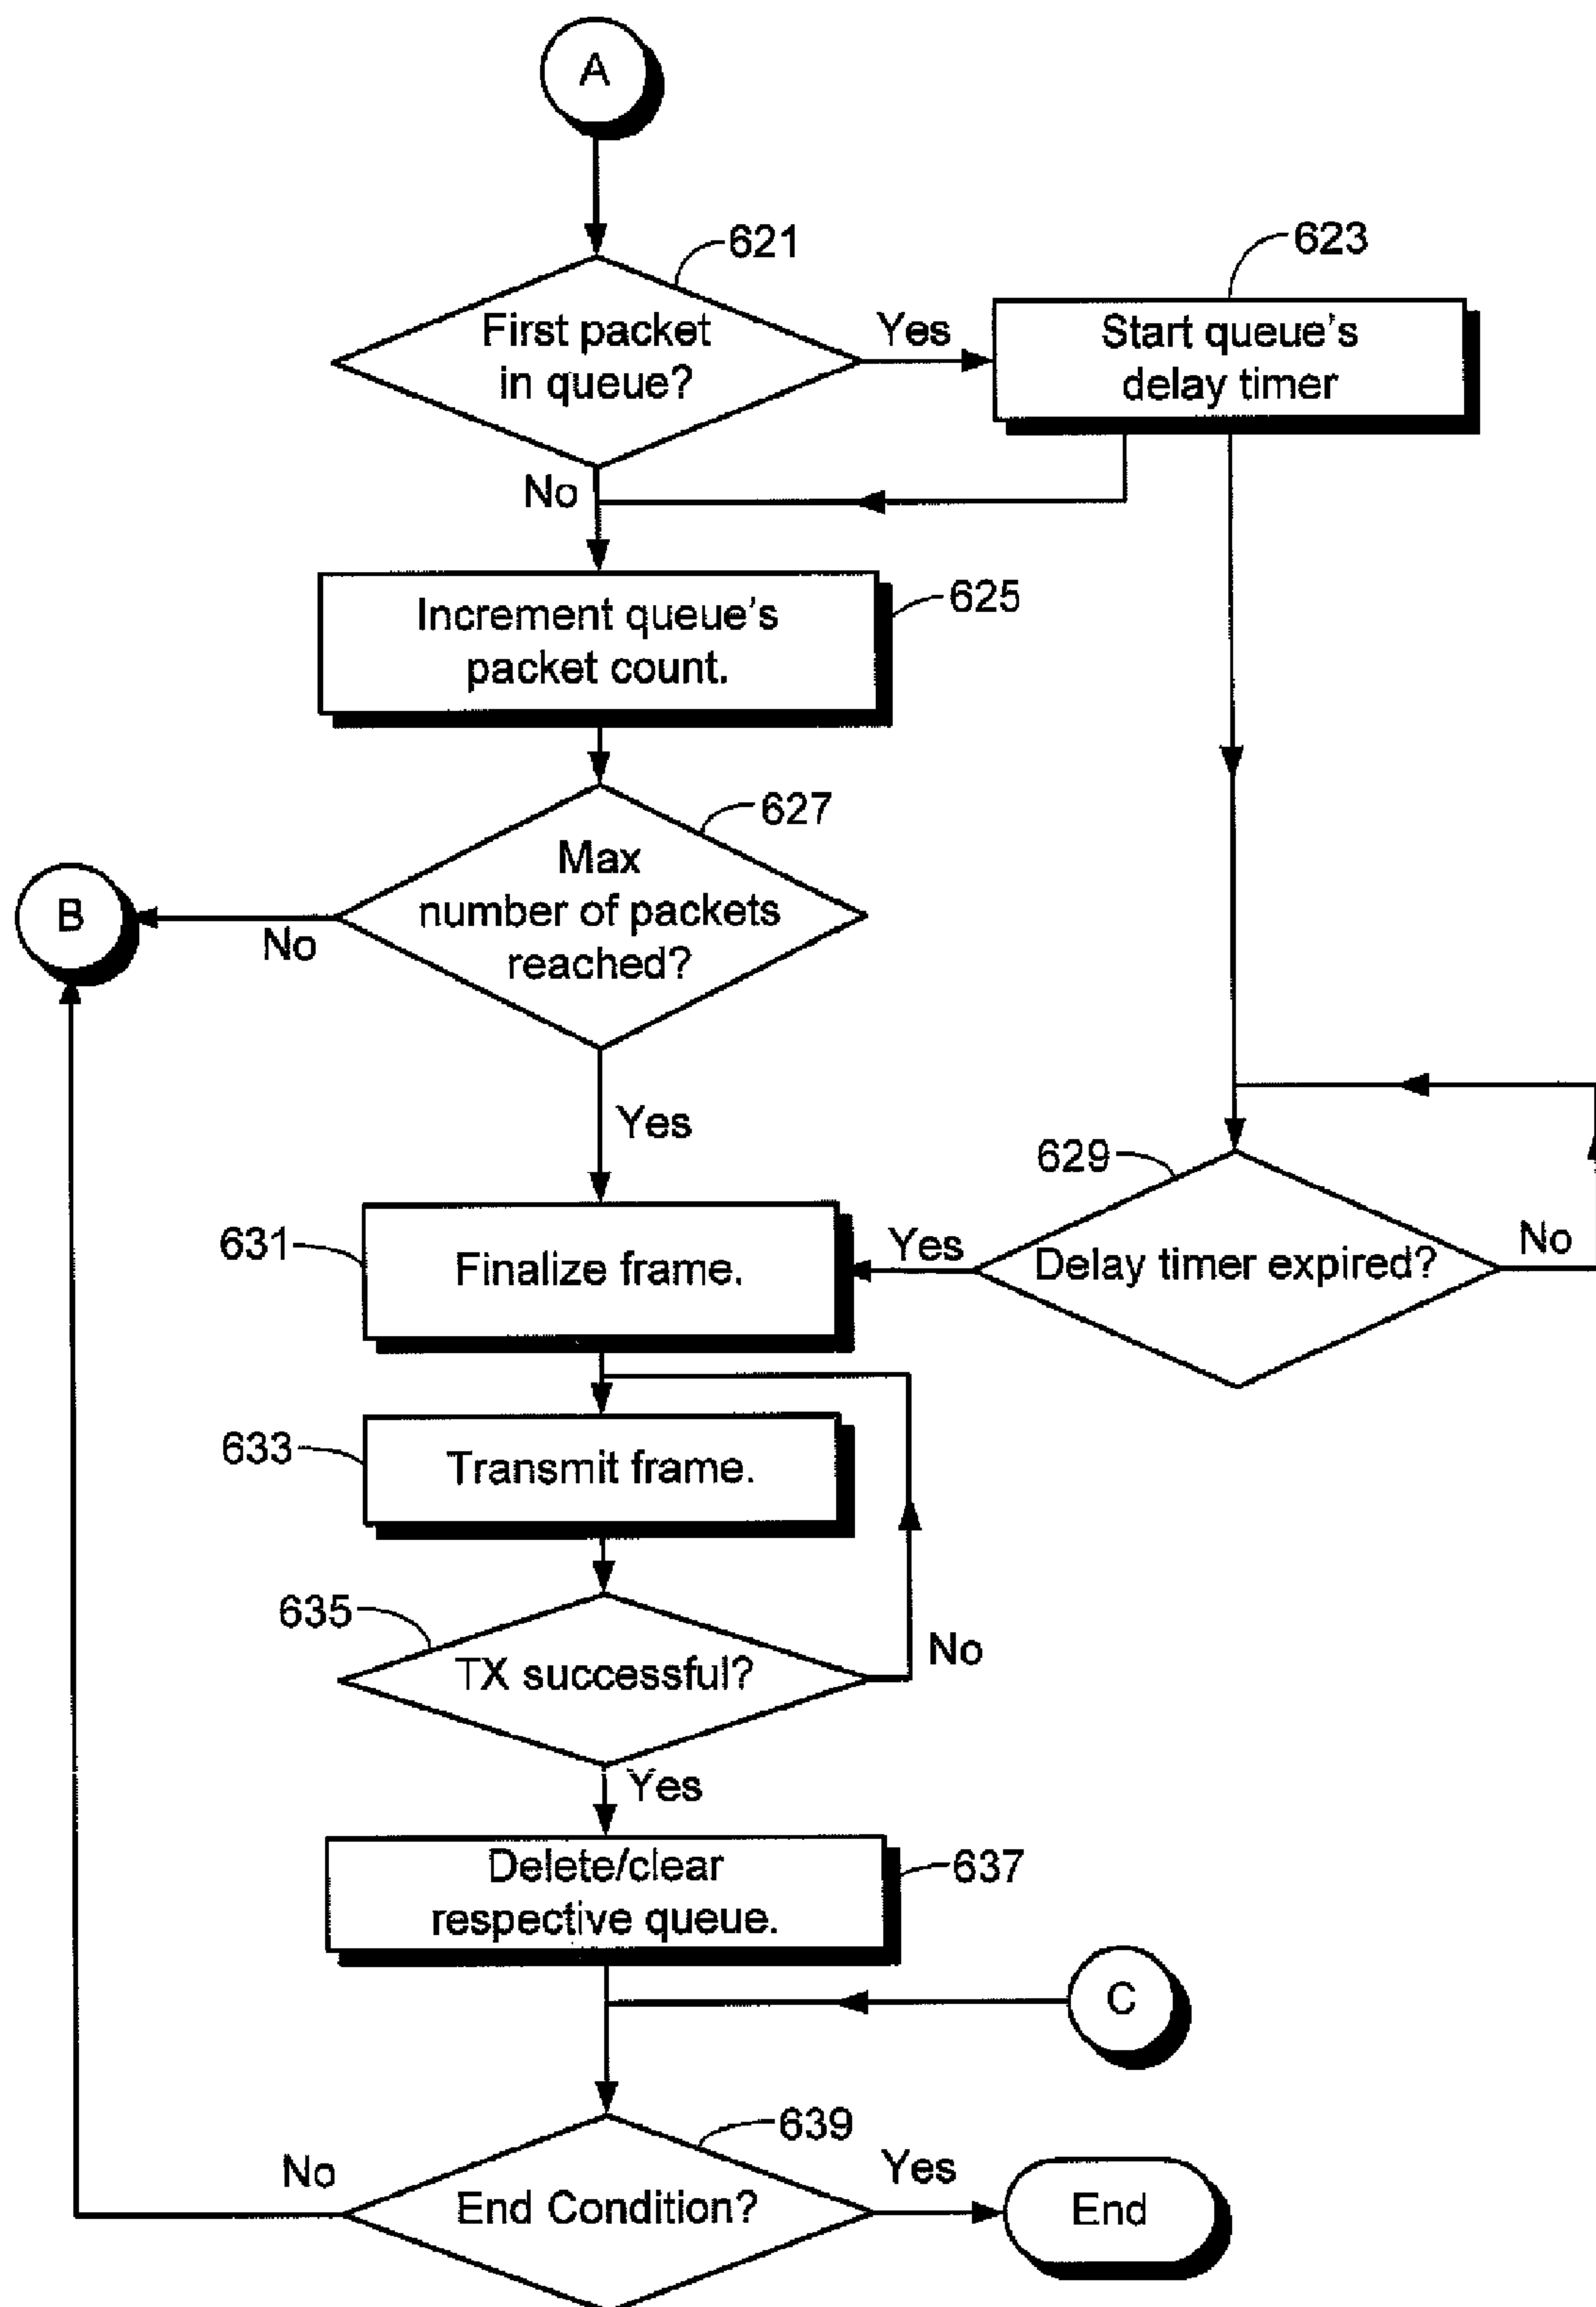 A
621
623
First packet
in queue?
Yes
Start queue's
delay timer
No
Increment queue's
packet count.
625
627
Max
number of packets
reached?
B
No
Yes
629
631
Finalize frame.
Yes
Delay timer expired?
No
633
Transmit frame.
635
TX successful?
No
Yes
Delete/clear
respective queue.
637
C
639
No
End Condition?
Yes
End